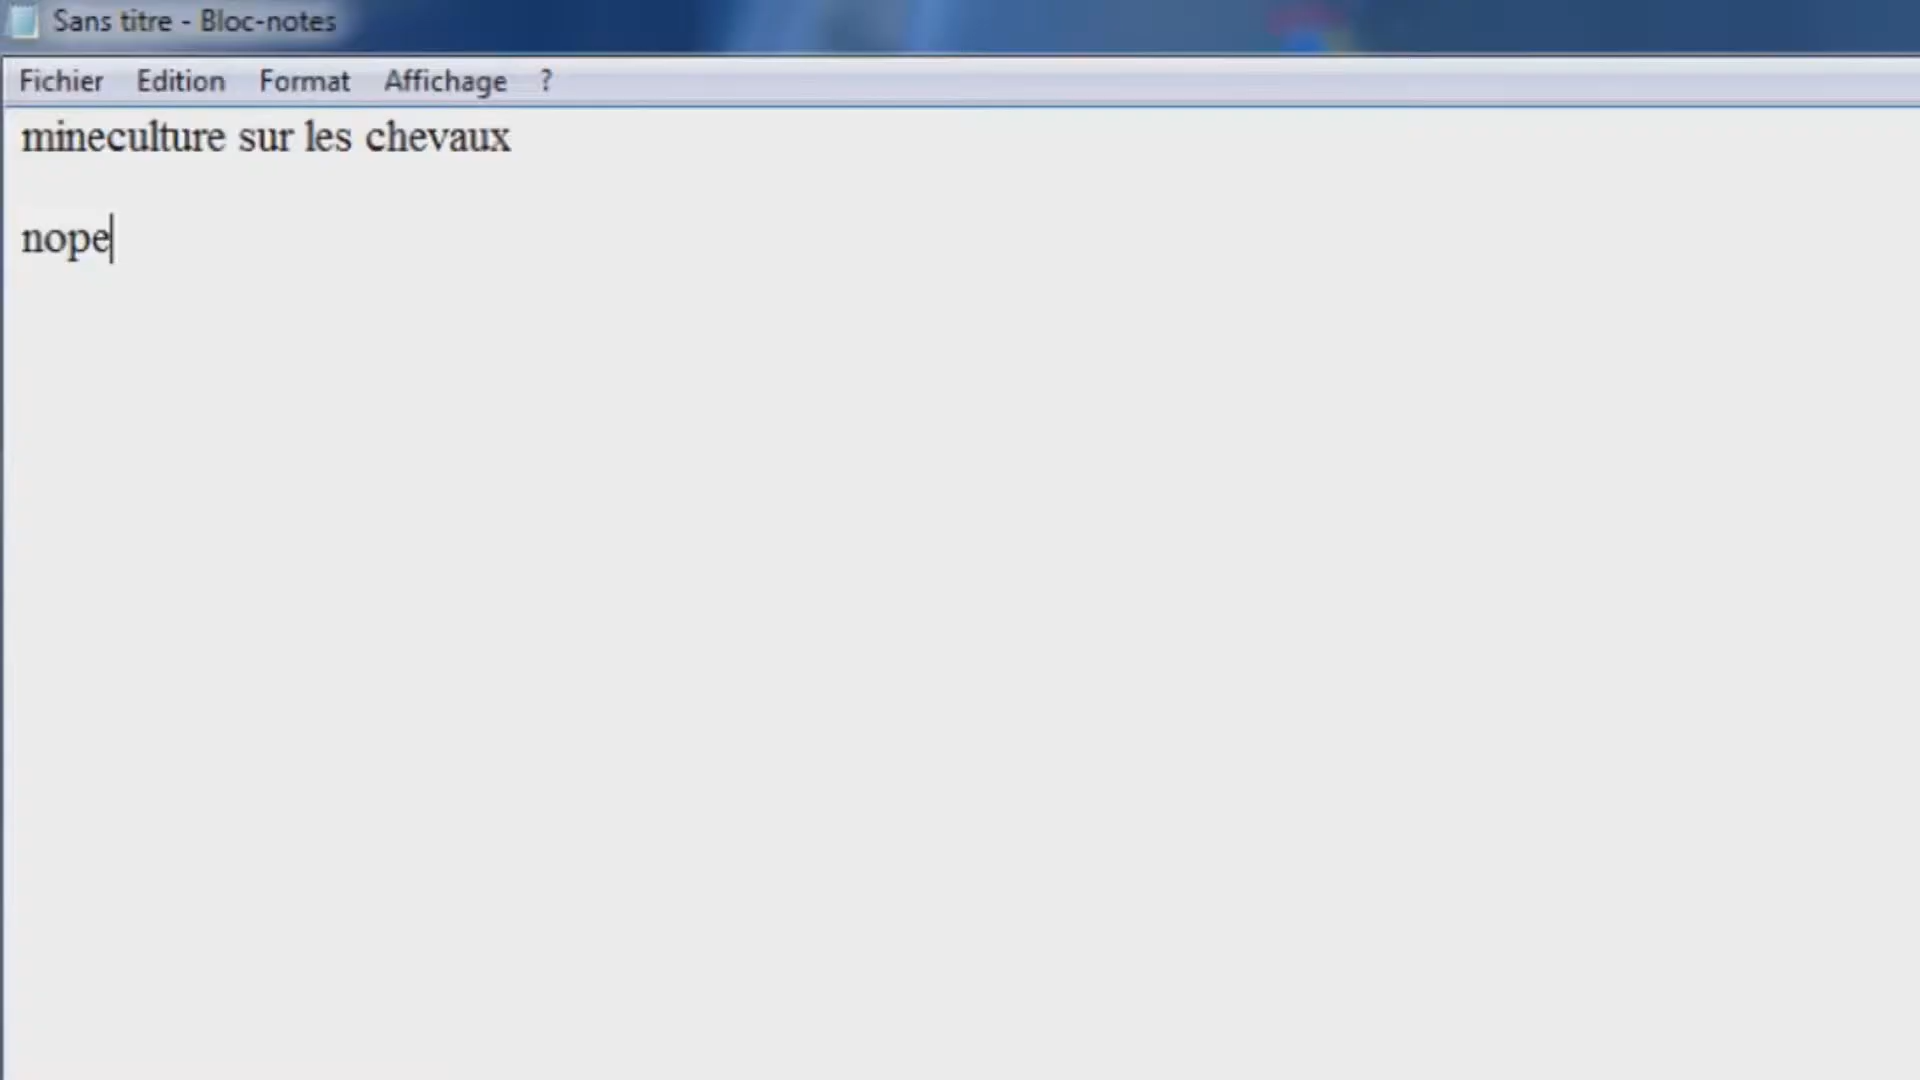 Sans titre - Bloc-notes
Fichier Edition Format Affichage ?
mineculture sur les chevaux
nope